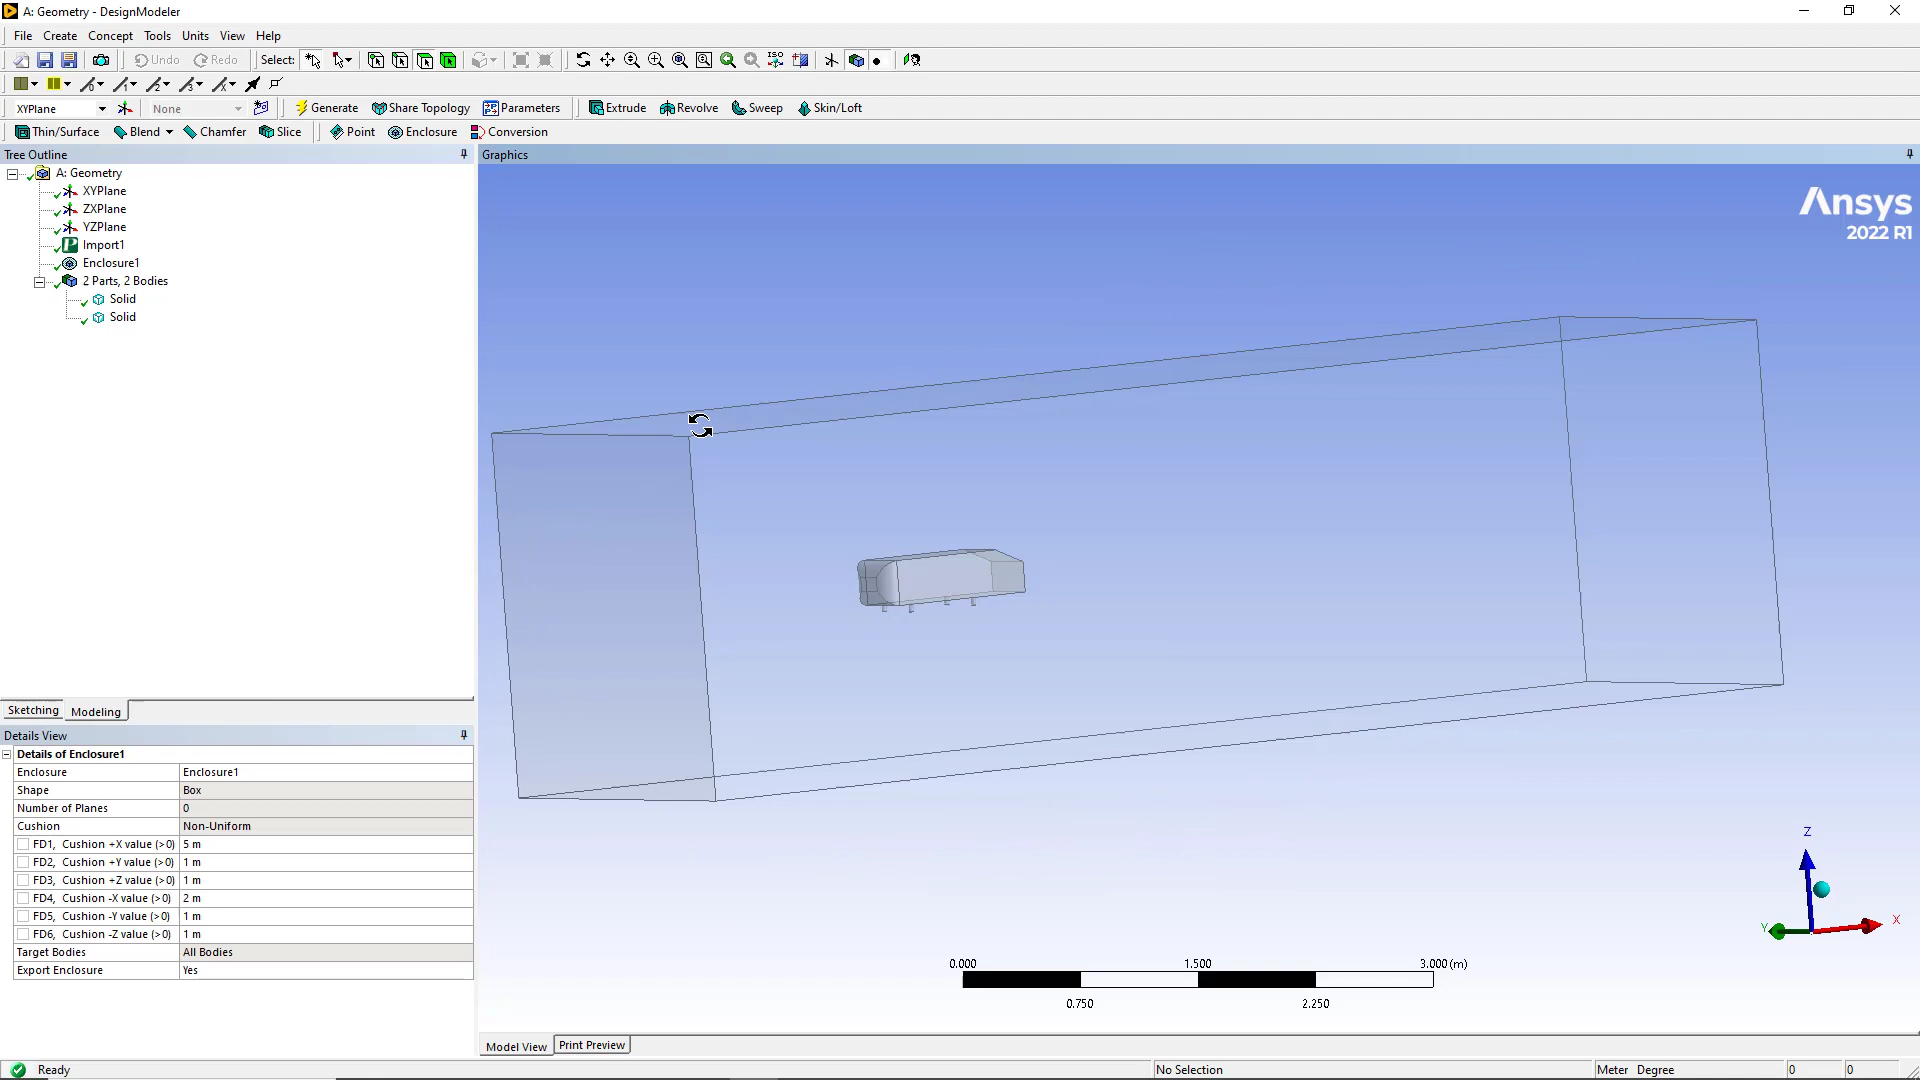 A: Geometry - DesignModeler
File Create Concept Tools Units View Help
Undo Redo Select: ISO
0 1 2 3 x
XYPlane None Generate Share Topology Parameters Extrude Revolve Sweep Skin/Loft
Thin/Surface Blend Chamfer Slice Point Enclosure Conversion
Tree Outline
Graphics
A: Geometry
XYPlane
ZXPlane
YZPlane
Import1
Enclosure1
2 Parts, 2 Bodies
Solid
Solid
Ansys
2022 R1
Sketching Modeling
Details View
Details of Enclosure1
Enclosure Enclosure1
Shape Box
Number of Planes 0
Cushion Non-Uniform
FD1, Cushion +X value (>0) 5 m
FD2, Cushion +Y value (>0) 1 m
FD3, Cushion +Z value (>0) 1 m
FD4, Cushion -X value (>0) 2 m
FD5, Cushion -Y value (>0) 1 m
FD6, Cushion -Z value (>0) 1 m
Target Bodies All Bodies
Export Enclosure Yes
Z
Y
X
0.000 1.500 3.000 (m)
0.750 2.250
Model View Print Preview
Ready No Selection Meter Degree 0 0